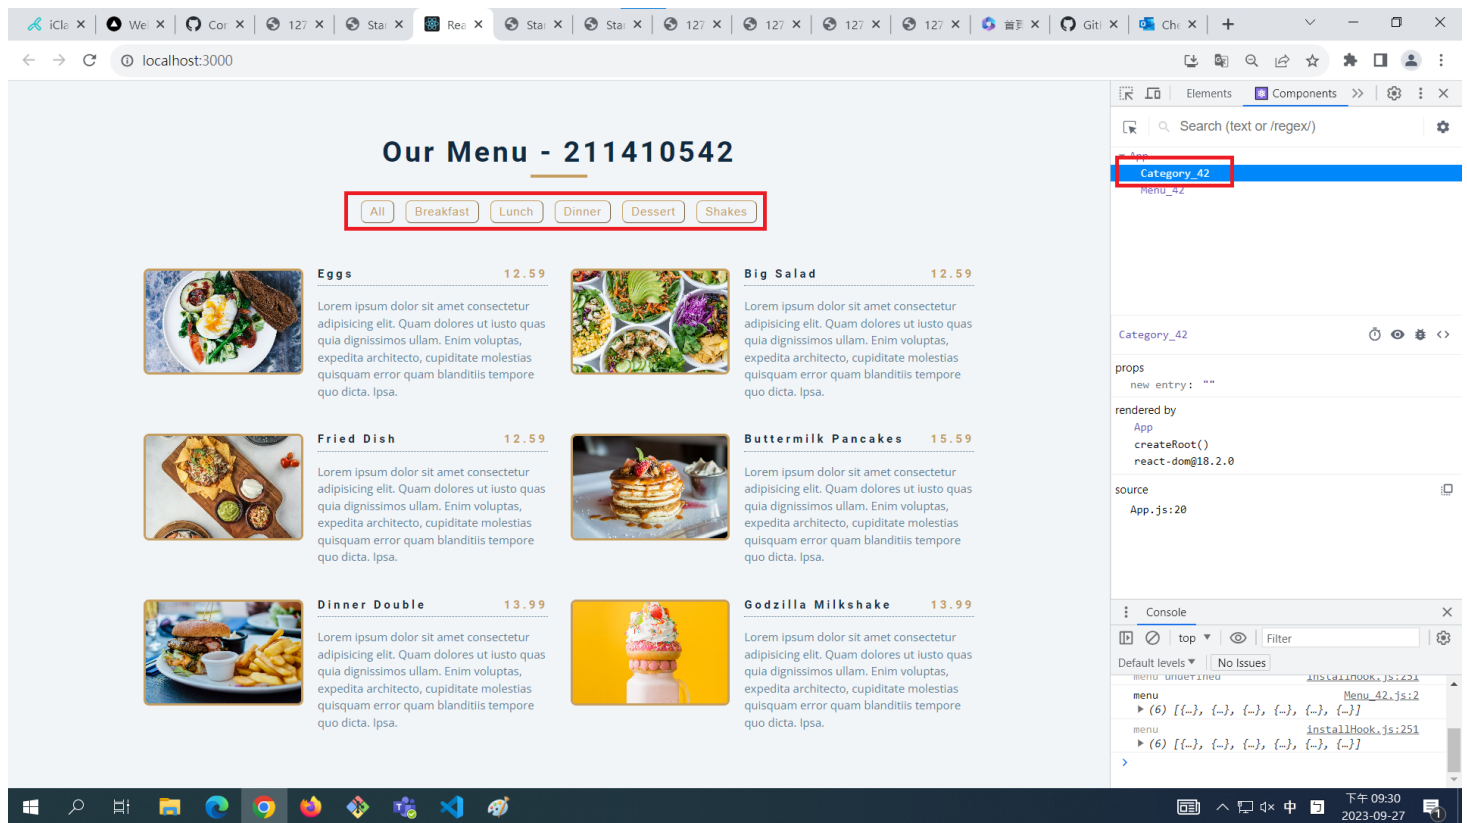 iCla
Wel
Cor
127
Star
Rea
Star
Star
127
127
127
127
首頁
Gith
Che
localhost:3000
Elements
Components
Search (text or /regex/)
App
Category_42
Menu_42
Our Menu - 211410542
All Breakfast Lunch Dinner Dessert Shakes
Eggs 12.59
Lorem ipsum dolor sit amet consectetur
adipisicing elit. Quam dolores ut iusto quas
quia dignissimos ullam. Enim voluptas,
expedita architecto, cupiditate molestias
quisquam error quam blanditiis tempore
quo dicta. Ipsa.
Big Salad 12.59
Lorem ipsum dolor sit amet consectetur
adipisicing elit. Quam dolores ut iusto quas
quia dignissimos ullam. Enim voluptas,
expedita architecto, cupiditate molestias
quisquam error quam blanditiis tempore
quo dicta. Ipsa.
Fried Dish 12.59
Lorem ipsum dolor sit amet consectetur
adipisicing elit. Quam dolores ut iusto quas
quia dignissimos ullam. Enim voluptas,
expedita architecto, cupiditate molestias
quisquam error quam blanditiis tempore
quo dicta. Ipsa.
Buttermilk Pancakes 15.59
Lorem ipsum dolor sit amet consectetur
adipisicing elit. Quam dolores ut iusto quas
quia dignissimos ullam. Enim voluptas,
expedita architecto, cupiditate molestias
quisquam error quam blanditiis tempore
quo dicta. Ipsa.
Dinner Double 13.99
Lorem ipsum dolor sit amet consectetur
adipisicing elit. Quam dolores ut iusto quas
quia dignissimos ullam. Enim voluptas,
expedita architecto, cupiditate molestias
quisquam error quam blanditiis tempore
quo dicta. Ipsa.
Godzilla Milkshake 13.99
Lorem ipsum dolor sit amet consectetur
adipisicing elit. Quam dolores ut iusto quas
quia dignissimos ullam. Enim voluptas,
expedita architecto, cupiditate molestias
quisquam error quam blanditiis tempore
quo dicta. Ipsa.
Category_42
props
new entry: ""
rendered by
App
createRoot()
react-dom@18.2.0
source
App.js:20
Console
top
Filter
Default levels
No Issues
menu undefined installHook.js:251
menu Menu_42.js:2
(6) [{…}, {…}, {…}, {…}, {…}, {…}]
menu installHook.js:251
(6) [{…}, {…}, {…}, {…}, {…}, {…}]
中
下午 09:30
2023-09-27
1